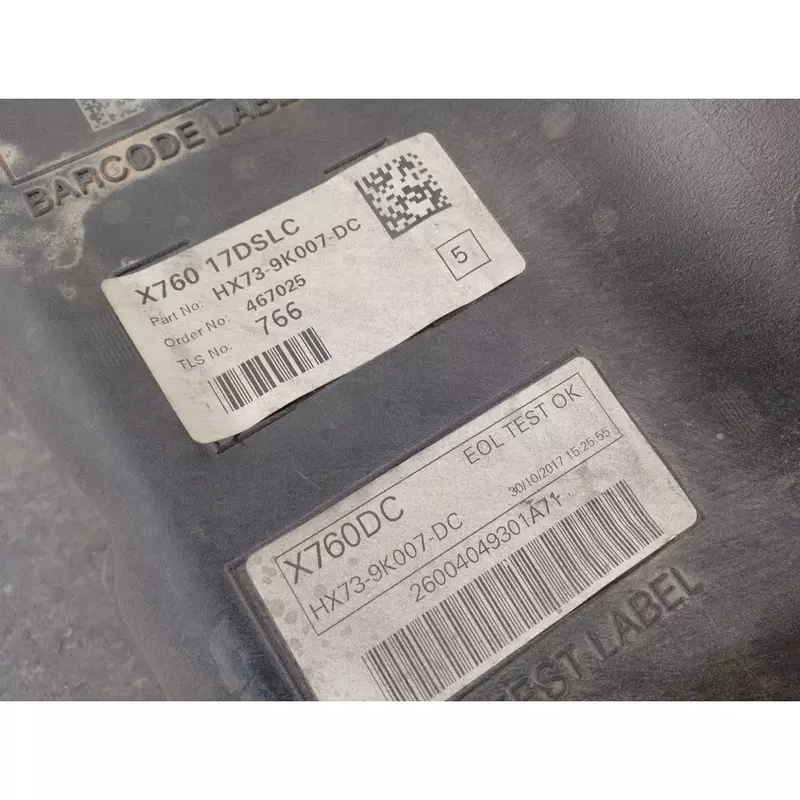 BARCODE LABEL
X760 17DSLC
Part No: HX73-9K007-DC
Order No: 467025
TLS No. 766
5
EOL TEST OK
X760DC
30/10/2017 15:25:55
HX73-9K007-DC
26004049301A71
TEST LABEL